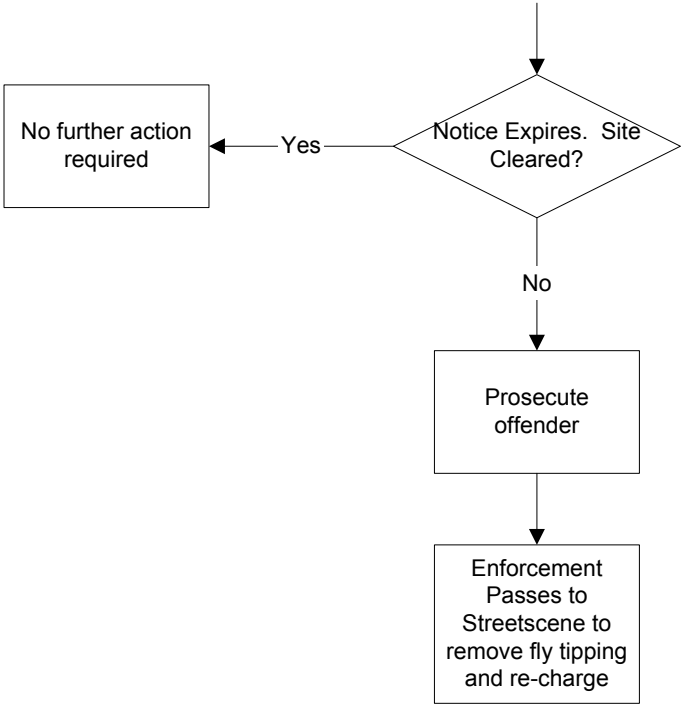 Notice Expires.  Site
Cleared?
Yes
No further action
required
No
Prosecute
offender
Enforcement
Passes to
Streetscene to
remove fly tipping
and re-charge